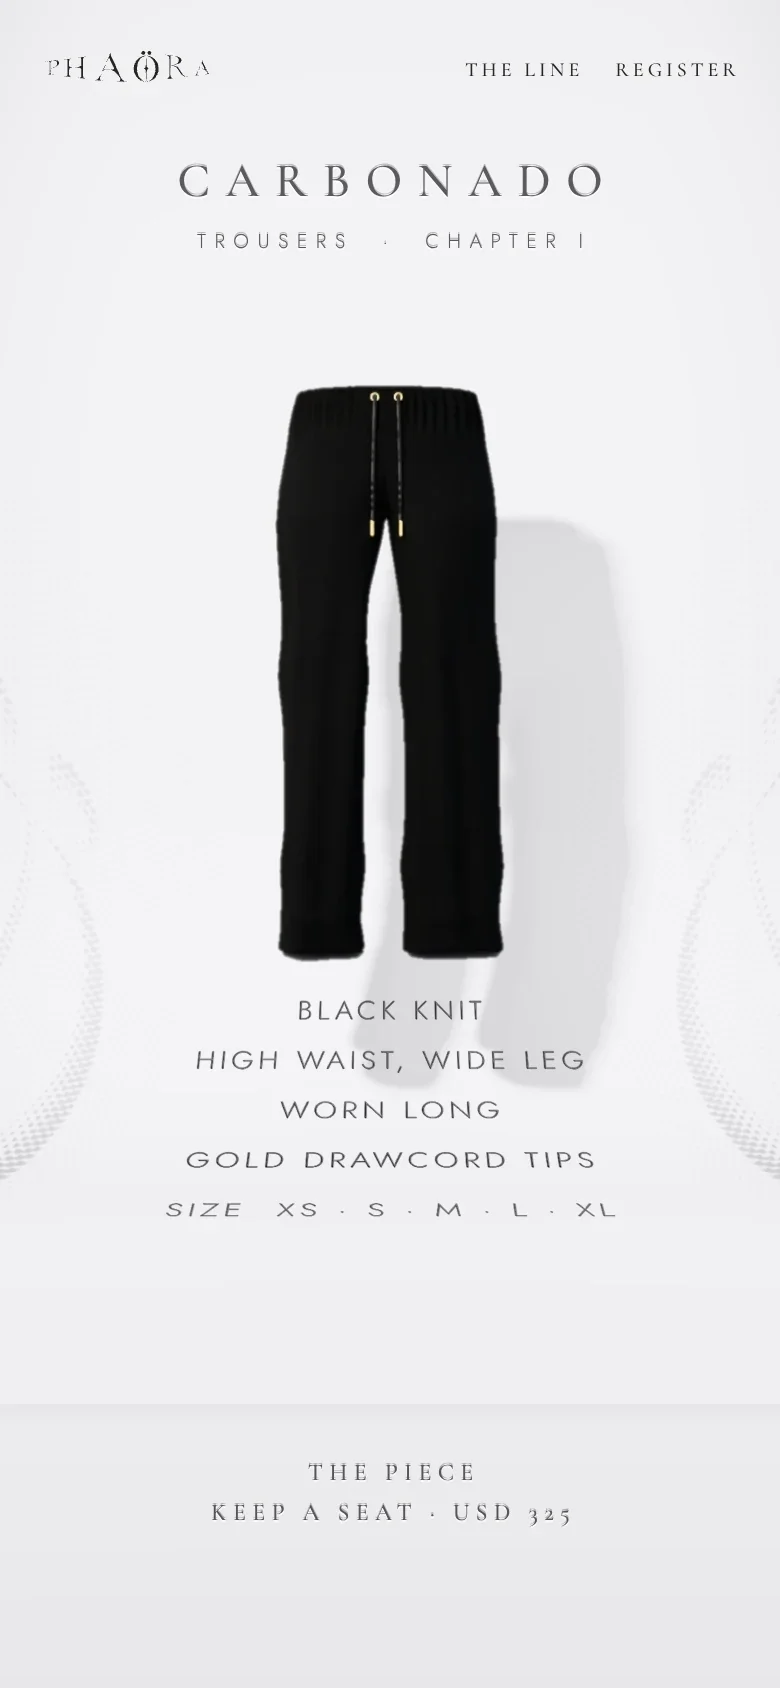 PHAÖRA
THE LINE REGISTER
CARBONADO
TROUSERS · CHAPTER I
BLACK KNIT
HIGH WAIST, WIDE LEG
WORN LONG
GOLD DRAWCORD TIPS
SIZE XS · S · M · L · XL
THE PIECE
KEEP A SEAT · USD 325